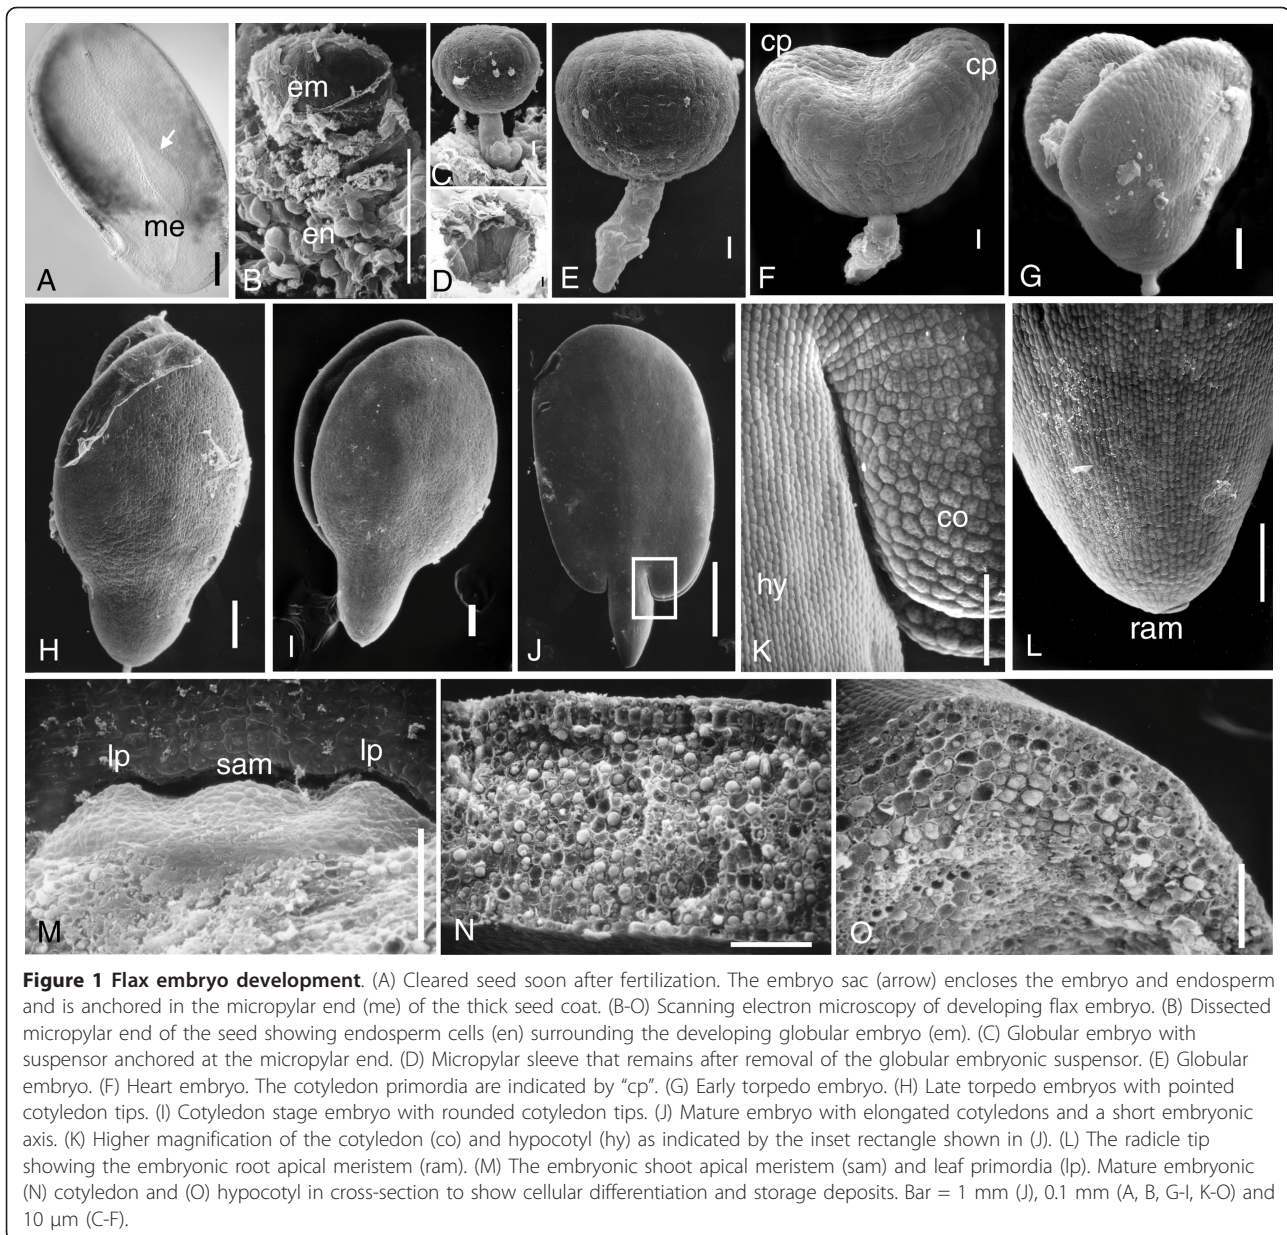 A
me
B
em
en
C
D
E
F
cp
cp
G
H
I
J
K
hy
co
L
ram
M
lp
sam
lp
N
O
Figure 1 Flax embryo development. (A) Cleared seed soon after fertilization. The embryo sac (arrow) encloses the embryo and endosperm
and is anchored in the micropylar end (me) of the thick seed coat. (B-O) Scanning electron microscopy of developing flax embryo. (B) Dissected
micropylar end of the seed showing endosperm cells (en) surrounding the developing globular embryo (em). (C) Globular embryo with
suspensor anchored at the micropylar end. (D) Micropylar sleeve that remains after removal of the globular embryonic suspensor. (E) Globular
embryo. (F) Heart embryo. The cotyledon primordia are indicated by “cp”. (G) Early torpedo embryo. (H) Late torpedo embryos with pointed
cotyledon tips. (I) Cotyledon stage embryo with rounded cotyledon tips. (J) Mature embryo with elongated cotyledons and a short embryonic
axis. (K) Higher magnification of the cotyledon (co) and hypocotyl (hy) as indicated by the inset rectangle shown in (J). (L) The radicle tip
showing the embryonic root apical meristem (ram). (M) The embryonic shoot apical meristem (sam) and leaf primordia (lp). Mature embryonic
(N) cotyledon and (O) hypocotyl in cross-section to show cellular differentiation and storage deposits. Bar = 1 mm (J), 0.1 mm (A, B, G-I, K-O) and
10 μm (C-F).